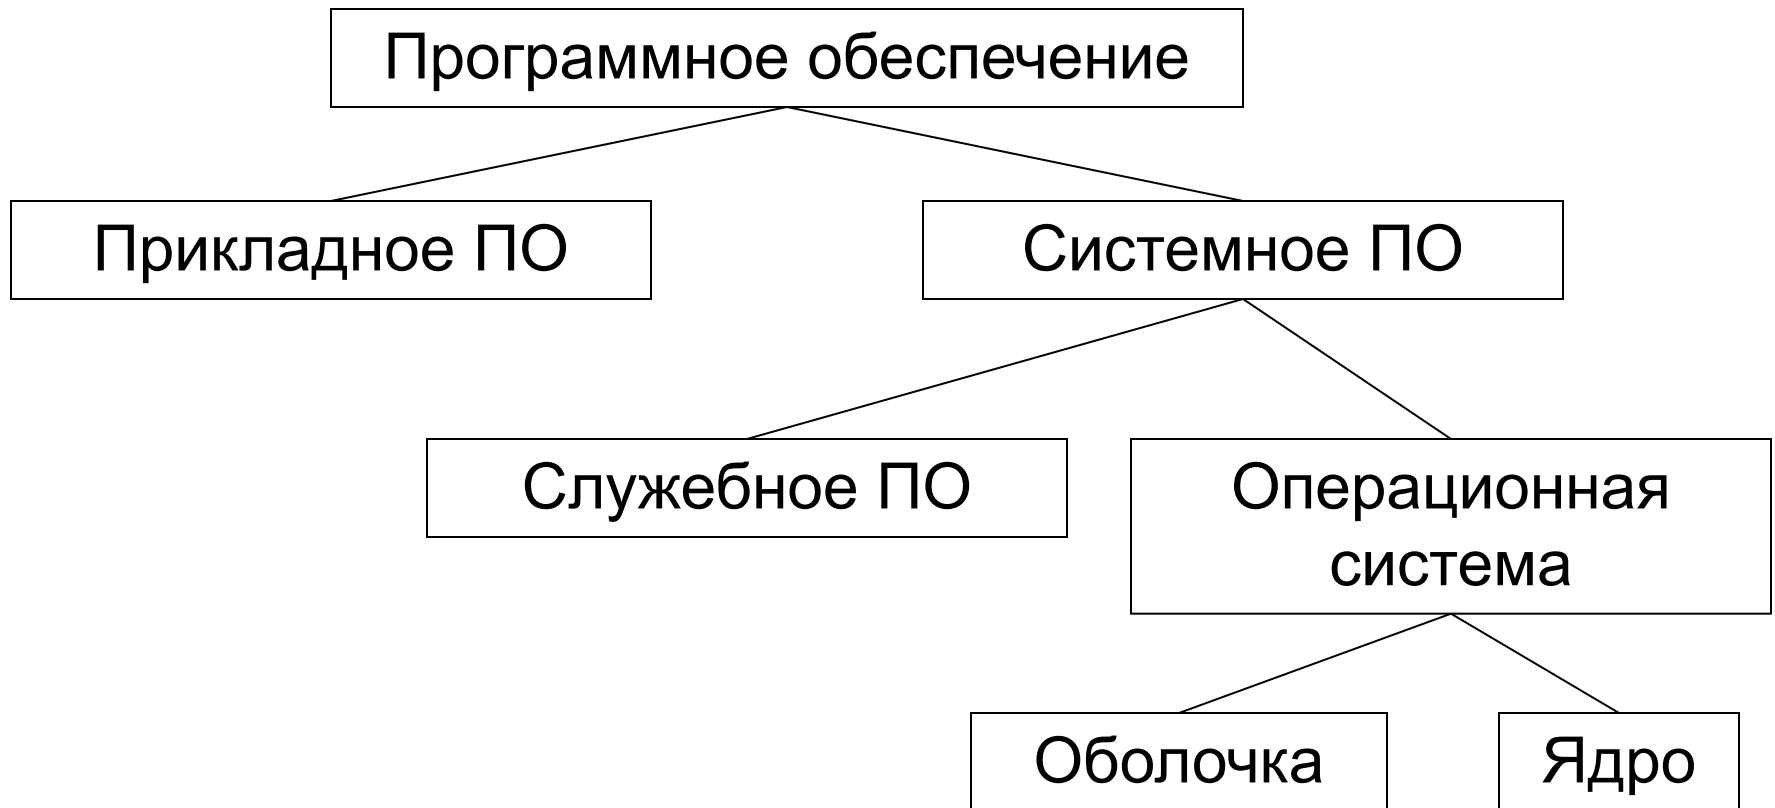 Программное обеспечение
Прикладное ПО
Системное ПО
Служебное ПО
Операционная
система
Оболочка
Ядро